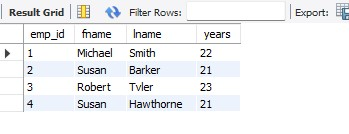 Result Grid Filter Rows: Export:
emp_id fname lname years
1 Michael Smith 22
2 Susan Barker 21
3 Robert Tyler 23
4 Susan Hawthorne 21